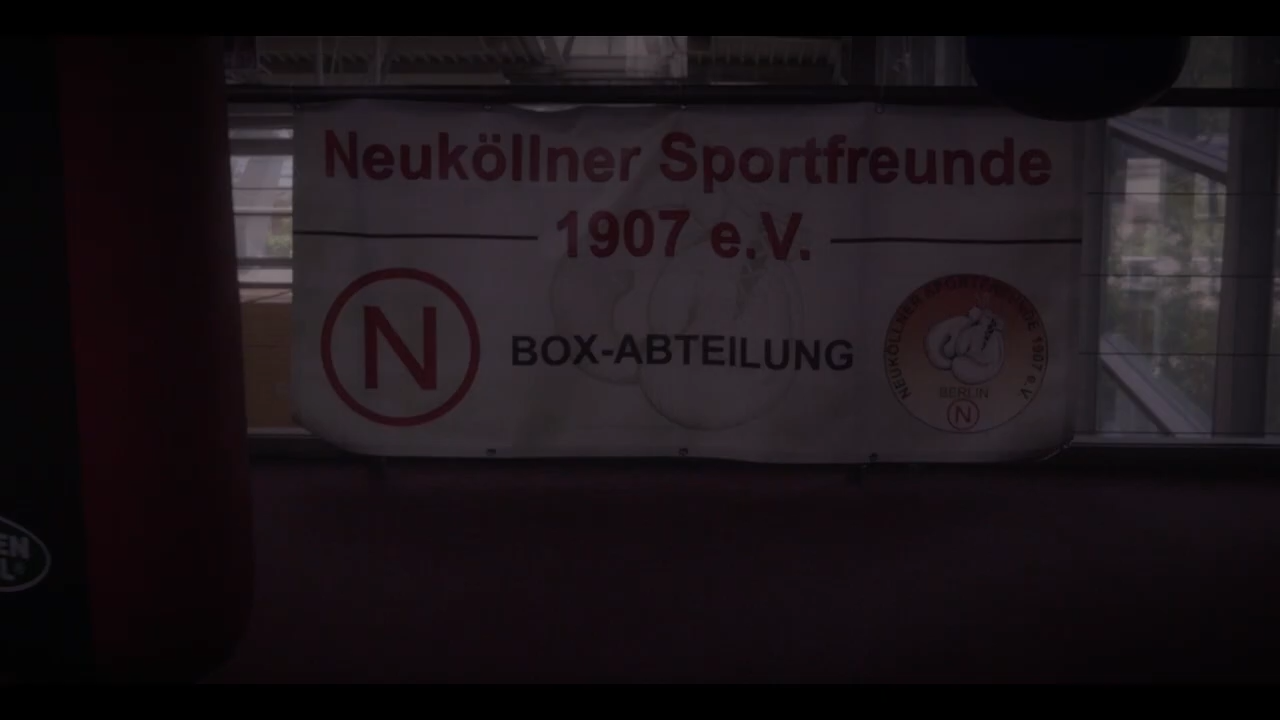 Neuköllner Sportfreunde
1907 e.V.
N
BOX-ABTEILUNG
NEUKÖLLNER SPORTFREUNDE 1907 e.V.
BERLIN
N